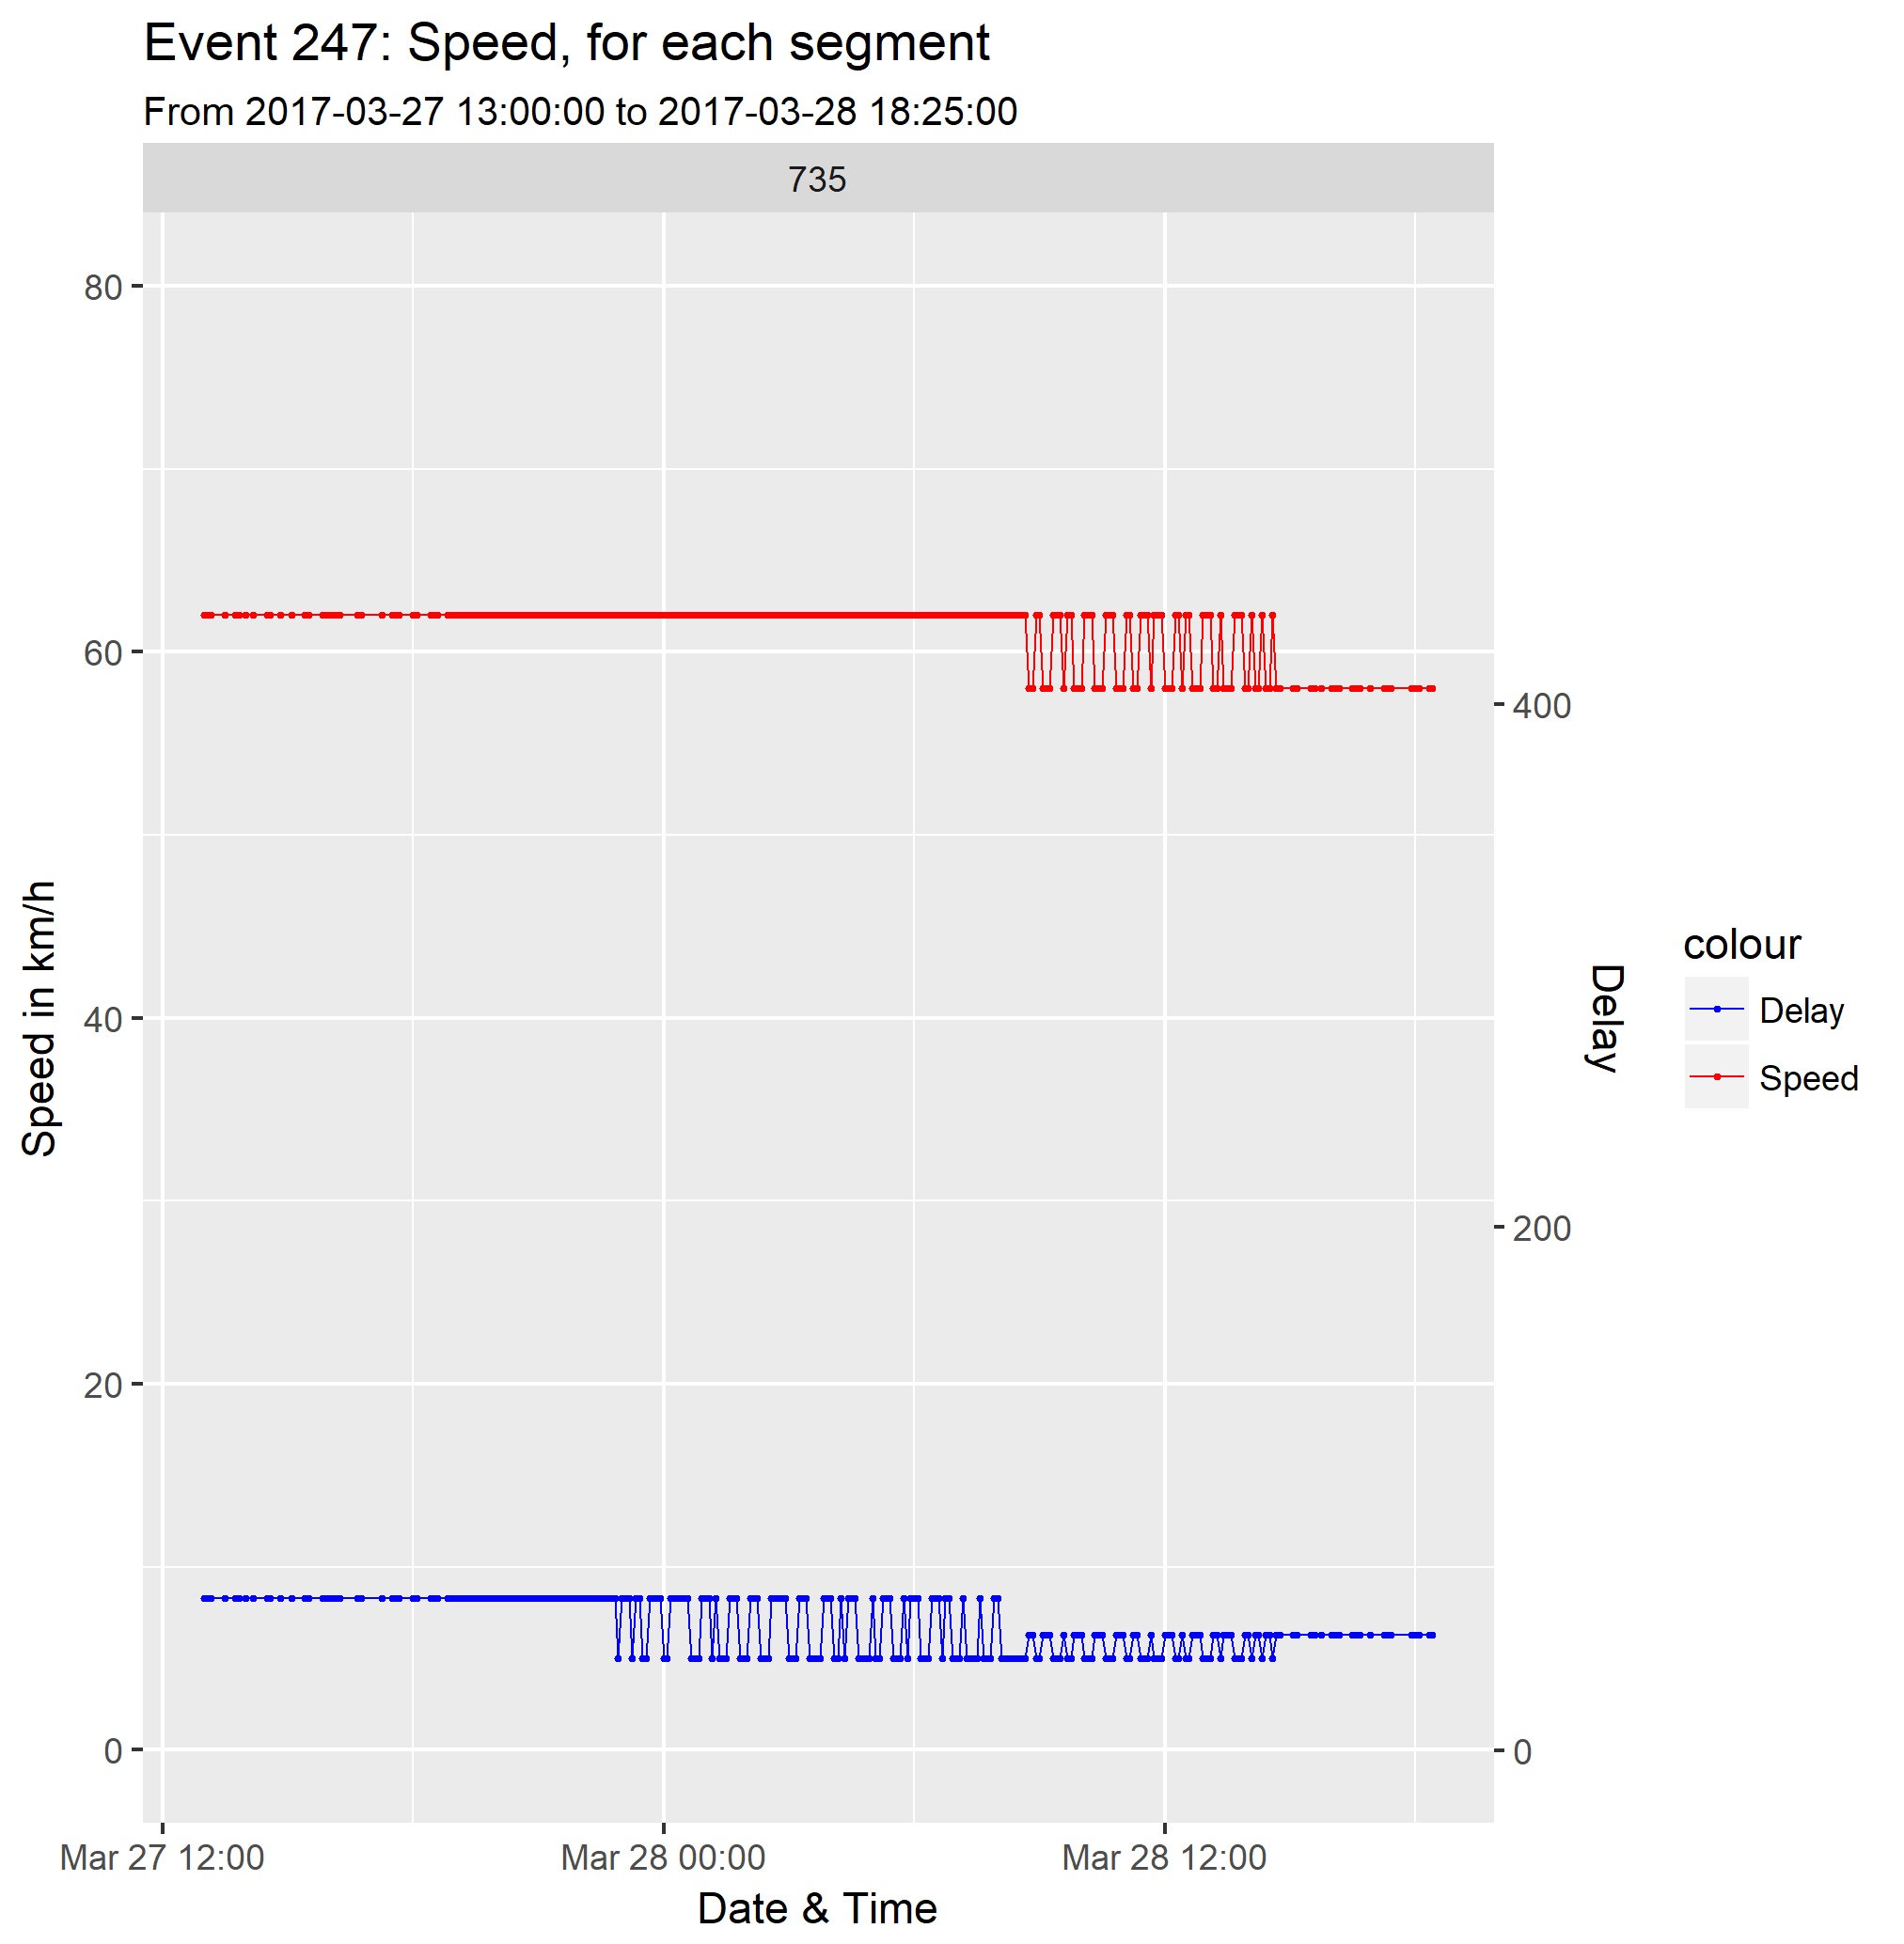 Event 247: Speed, for each segment
From 2017-03-27 13:00:00 to 2017-03-28 18:25:00
735
80
60
40
20
0
Speed in km/h
400
200
0
Delay
colour
Delay
Speed
Mar 27 12:00
Mar 28 00:00
Mar 28 12:00
Date & Time